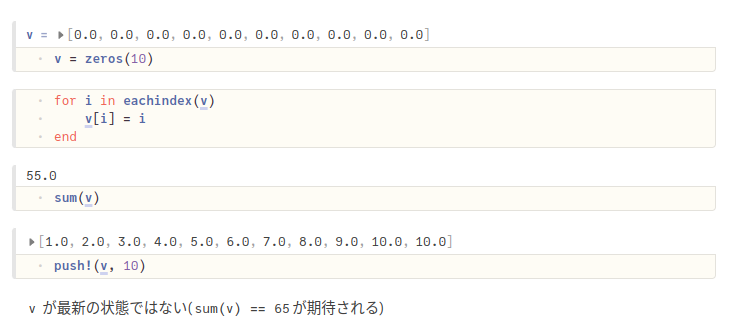 v = ▶[0.0, 0.0, 0.0, 0.0, 0.0, 0.0, 0.0, 0.0, 0.0, 0.0]
v = zeros(10)
for i in eachindex(v)
    v[i] = i
end
55.0
sum(v)
▶[1.0, 2.0, 3.0, 4.0, 5.0, 6.0, 7.0, 8.0, 9.0, 10.0, 10.0]
push!(v, 10)
v が最新の状態ではない(sum(v) == 65が期待される)